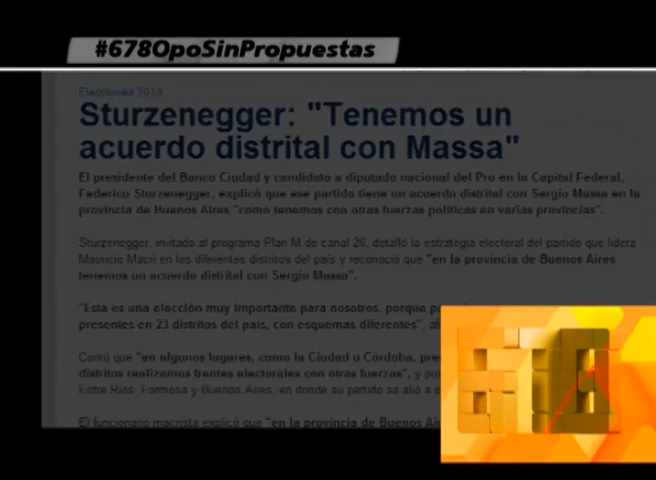 #678OpoSinPropuestas
Elecciones 2013
Sturzenegger: "Tenemos un
acuerdo distrital con Massa"
El presidente del Banco Ciudad y candidato a diputado nacional del Pro en la Capital Federal,
Federico Sturzenegger, explicó que ese partido tiene un acuerdo distrital con Sergio Massa en la
provincia de Buenos Aires "como tenemos con otras fuerzas políticas en varias provincias".
Sturzenegger, invitado al programa Plan M de canal 26, detalló la estrategia electoral del partido que lidera
Mauricio Macri en los diferentes distritos del país y reconoció que "en la provincia de Buenos Aires
tenemos un acuerdo distrital con Sergio Massa".
"Esta es una elección muy importante para nosotros, porque
presentes en 23 distritos del país, con esquemas diferentes",
Contó que "en algunos lugares, como la Ciudad o Córdoba,
distritos realizamos frentes electorales con otras fuerzas", y
Entre Ríos, Formosa y Buenos Aires, en donde su partido se alió a
El funcionario macrista explicó que "en la provincia de Buenos